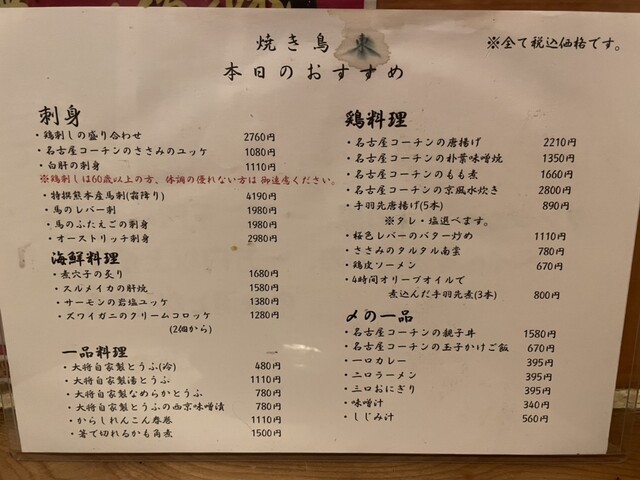 焼き鳥 東
※全て税込価格です。
本日のおすすめ
刺身
・鶏刺しの盛り合わせ 2760円
・名古屋コーチンのささみのユッケ 1080円
・白肝の刺身 1110円
※鶏刺しは60歳以上の方、体調の優れない方は御遠慮ください。
・特撰熊本産馬刺(霜降り) 4190円
・馬のレバー刺 1980円
・馬のふたえごの刺身 1980円
・オーストリッチ刺身 2980円
海鮮料理
・煮穴子の炙り 1680円
・スルメイカの肝焼 1580円
・サーモンの岩塩ユッケ 1380円
・ズワイガニのクリームコロッケ 1280円
(2個から)
一品料理
・大将自家製とうふ(冷) 480円
・大将自家製湯とうふ 1110円
・大将自家製なめらかとうふ 780円
・大将自家製とうふの西京味噌漬 780円
・からしれんこん春巻 1110円
・箸で切れるかも角煮 1500円
鶏料理
・名古屋コーチンの唐揚げ 2210円
・名古屋コーチンの朴葉味噌焼 1350円
・名古屋コーチンのもも煮 1660円
・名古屋コーチンの京風水炊き 2800円
・手羽先唐揚げ(5本) 890円
※タレ・塩選べます。
・桜色レバーのバター炒め 1110円
・ささみのタルタル南蛮 780円
・鶏皮ソーメン 670円
・4時間オリーブオイルで
煮込んだ手羽先煮(3本) 800円
〆の一品
・名古屋コーチンの親子丼 1580円
・名古屋コーチンの玉子かけご飯 670円
・一口カレー 395円
・二口ラーメン 395円
・三口おにぎり 395円
・味噌汁 340円
・しじみ汁 560円